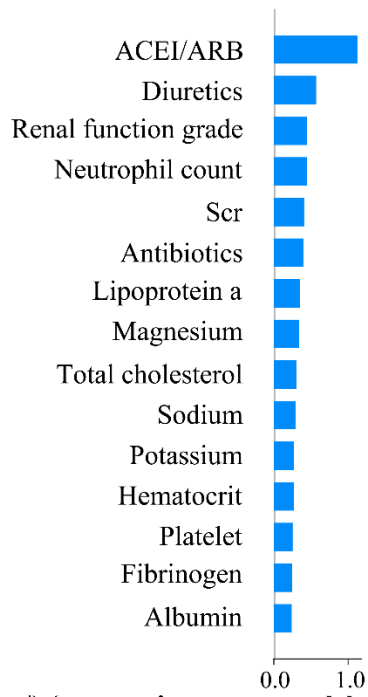 ACEI/ARB
Diuretics
Renal function grade
Neutrophil count
Scr
Antibiotics
Lipoprotein a
Magnesium
Total cholesterol
Sodium
Potassium
Hematocrit
Platelet
Fibrinogen
Albumin
0.0 1.0